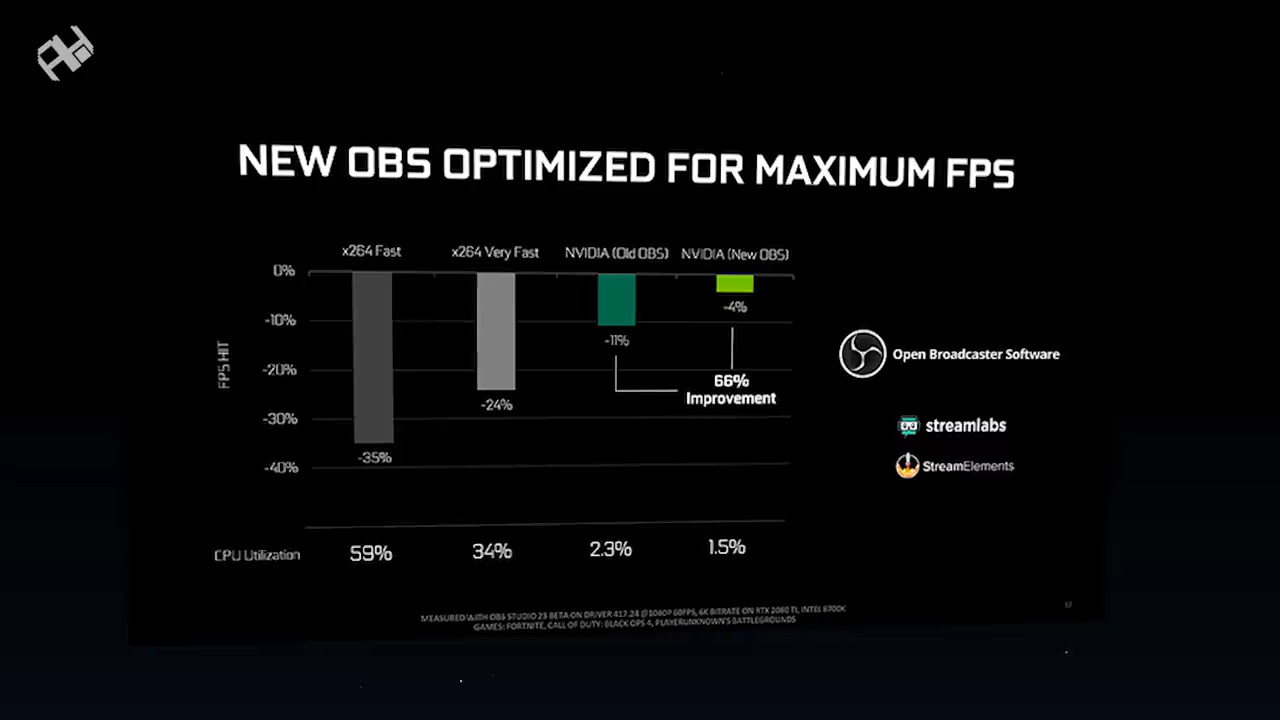 NEW OBS OPTIMIZED FOR MAXIMUM FPS
x264 Fast
x264 Very Fast
NVIDIA (Old OBS)
NVIDIA (New OBS)
0%
-10%
-20%
-30%
-40%
FPS HIT
-35%
-24%
-11%
-4%
66%
Improvement
Open Broadcaster Software
streamlabs
StreamElements
CPU Utilization
59%
34%
2.3%
1.5%
MEASURED WITH OBS STUDIO 23 BETA ON DRIVER 417.24 @1080P 60FPS, 6K BITRATE ON RTX 2080 TI, INTEL 8700K
GAMES: FORTNITE, CALL OF DUTY: BLACK OPS 4, PLAYERUNKNOWN'S BATTLEGROUNDS